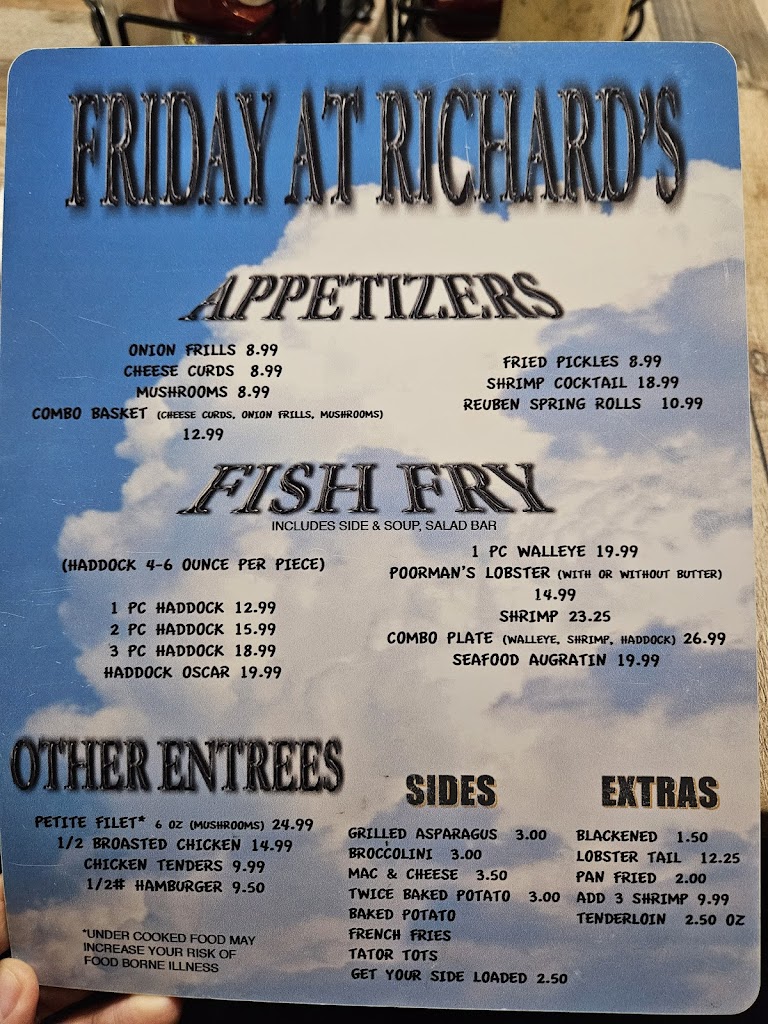 FRIDAY AT RICHARD'S
APPETIZERS
ONION FRILLS 8.99
CHEESE CURDS 8.99
MUSHROOMS 8.99
COMBO BASKET (CHEESE CURDS, ONION FRILLS, MUSHROOMS)
12.99
FRIED PICKLES 8.99
SHRIMP COCKTAIL 18.99
REUBEN SPRING ROLLS 10.99
FISH FRY
INCLUDES SIDE & SOUP, SALAD BAR
(HADDOCK 4-6 OUNCE PER PIECE)
1 PC HADDOCK 12.99
2 PC HADDOCK 15.99
3 PC HADDOCK 18.99
HADDOCK OSCAR 19.99
1 PC WALLEYE 19.99
POORMAN'S LOBSTER (WITH OR WITHOUT BUTTER)
14.99
SHRIMP 23.25
COMBO PLATE (WALLEYE, SHRIMP, HADDOCK) 26.99
SEAFOOD AUGRATIN 19.99
OTHER ENTREES
PETITE FILET* 6 OZ (MUSHROOMS) 24.99
1/2 BROASTED CHICKEN 14.99
CHICKEN TENDERS 9.99
1/2# HAMBURGER 9.50
*UNDER COOKED FOOD MAY
INCREASE YOUR RISK OF
FOOD BORNE ILLNESS
SIDES
GRILLED ASPARAGUS 3.00
BROCCOLINI 3.00
MAC & CHEESE 3.50
TWICE BAKED POTATO 3.00
BAKED POTATO
FRENCH FRIES
TATOR TOTS
GET YOUR SIDE LOADED 2.50
EXTRAS
BLACKENED 1.50
LOBSTER TAIL 12.25
PAN FRIED 2.00
ADD 3 SHRIMP 9.99
TENDERLOIN 2.50 OZ